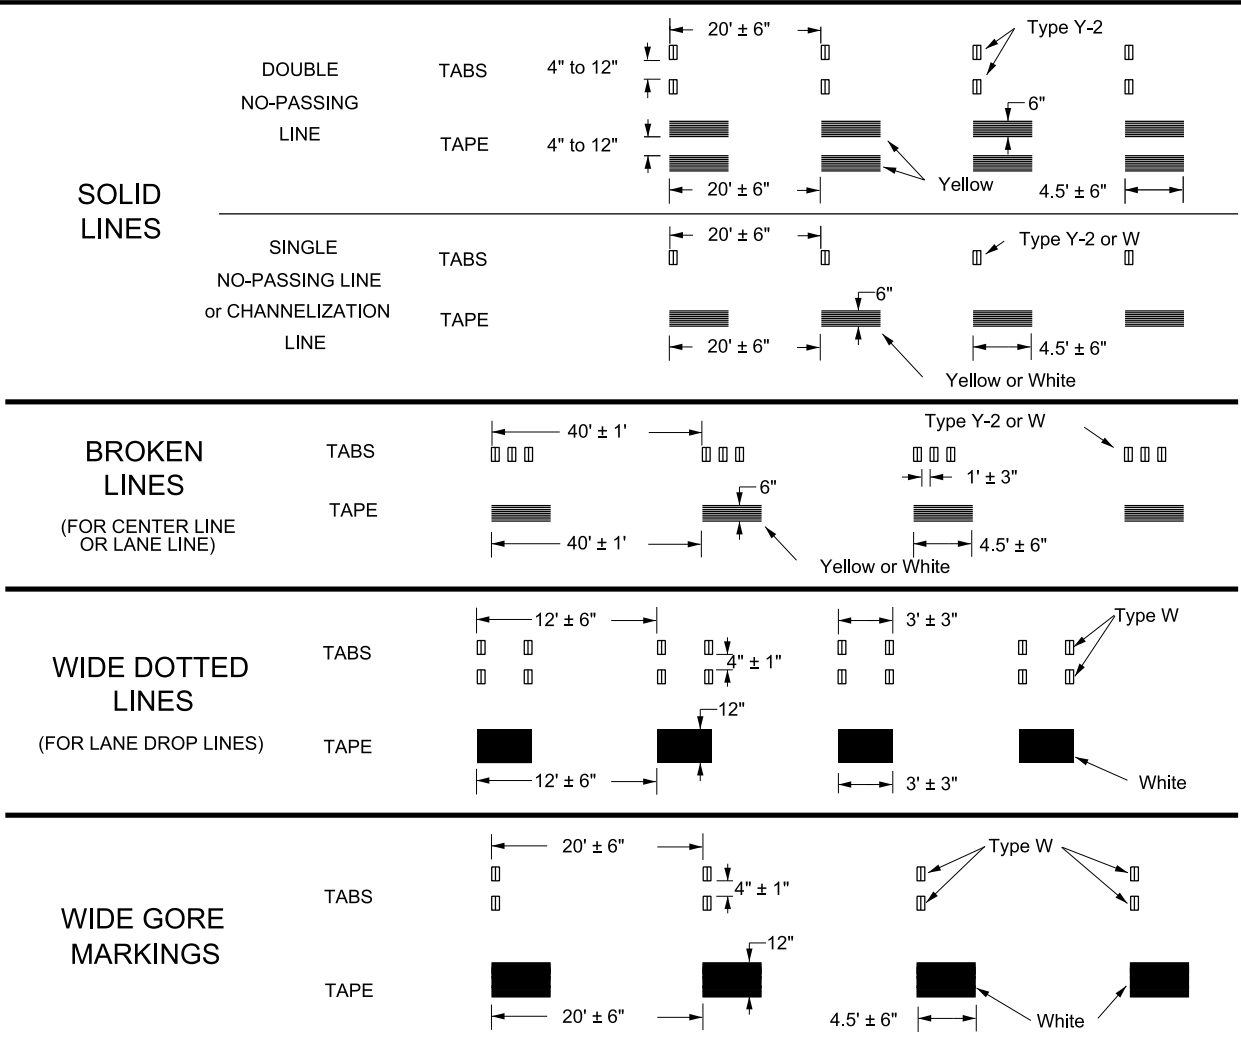 SOLID
LINES
DOUBLE
NO-PASSING
LINE
TABS
4" to 12"
20' ± 6"
Type Y-2
TAPE
4" to 12"
6"
20' ± 6"
Yellow
4.5' ± 6"
SINGLE
NO-PASSING LINE
or CHANNELIZATION
LINE
TABS
20' ± 6"
Type Y-2 or W
TAPE
6"
20' ± 6"
4.5' ± 6"
Yellow or White
BROKEN
LINES
(FOR CENTER LINE
OR LANE LINE)
TABS
40' ± 1'
Type Y-2 or W
1' ± 3"
TAPE
6"
40' ± 1'
4.5' ± 6"
Yellow or White
WIDE DOTTED
LINES
(FOR LANE DROP LINES)
TABS
12' ± 6"
3' ± 3"
Type W
4" ± 1"
TAPE
12"
12' ± 6"
3' ± 3"
White
WIDE GORE
MARKINGS
TABS
20' ± 6"
Type W
4" ± 1"
TAPE
12"
20' ± 6"
4.5' ± 6"
White